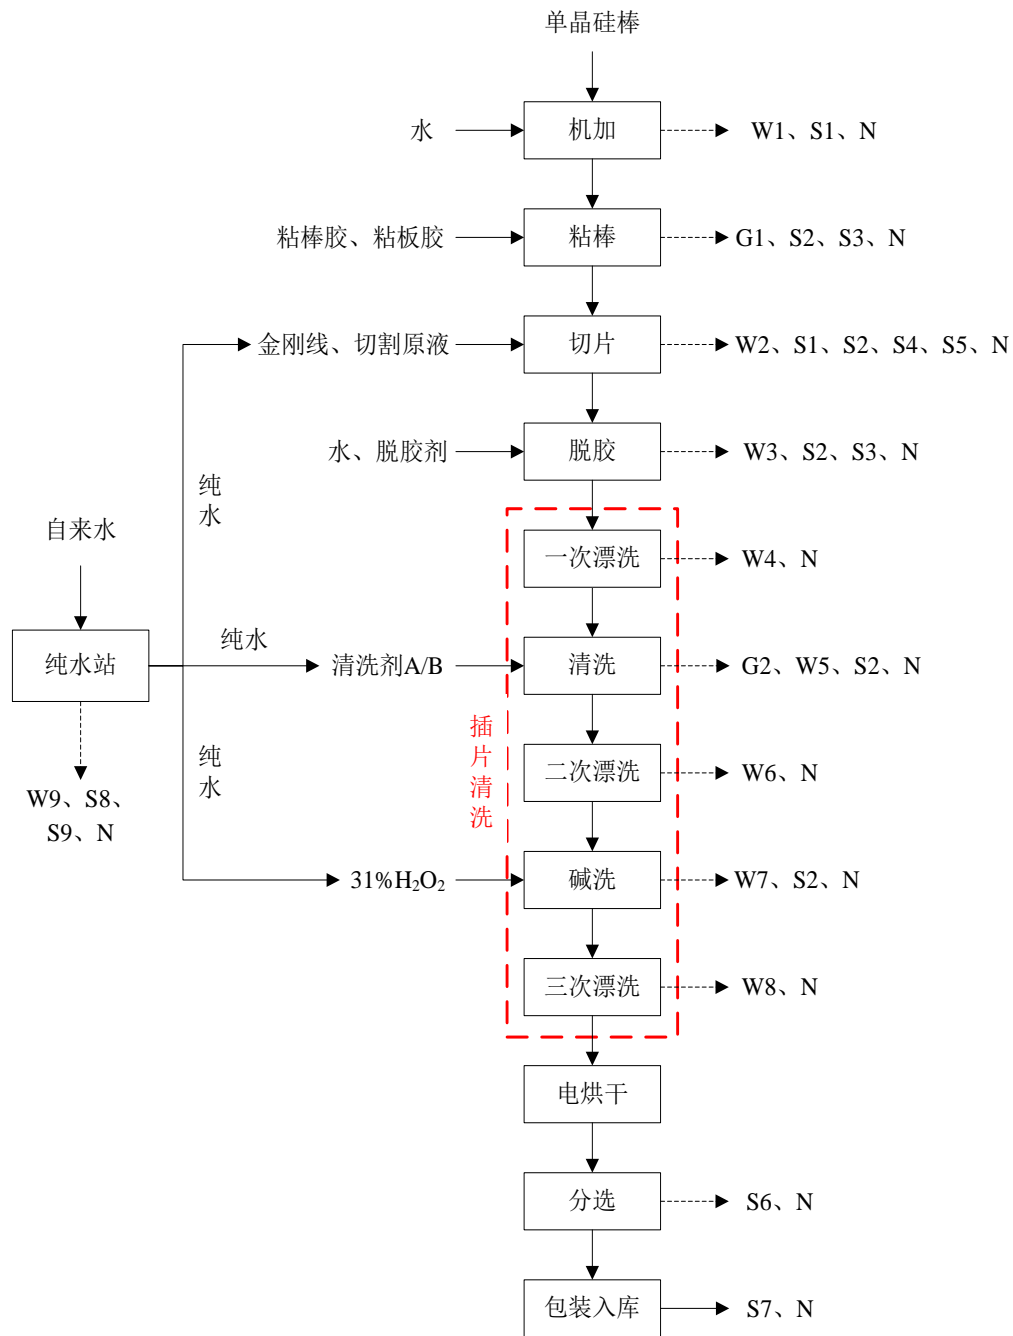 单晶硅棒
水
机加
W1、S1、N
粘棒胶、粘板胶
粘棒
G1、S2、S3、N
金刚线、切割原液
切片
W2、S1、S2、S4、S5、N
水、脱胶剂
脱胶
W3、S2、S3、N
纯水
自来水
一次漂洗
W4、N
纯水站
纯水
清洗剂A/B
清洗
G2、W5、S2、N
插片清洗
纯水
二次漂洗
W6、N
W9、S8、
S9、N
31%H₂O₂
碱洗
W7、S2、N
三次漂洗
W8、N
电烘干
分选
S6、N
包装入库
S7、N